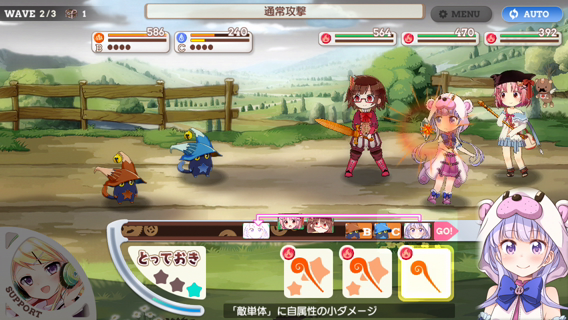 WAVE 2/3 1
通常攻撃
MENU
AUTO
586
B
240
C
564
470
392
B C GO!
とっておき
SUPPORT
「敵単体」に自属性の小ダメージ